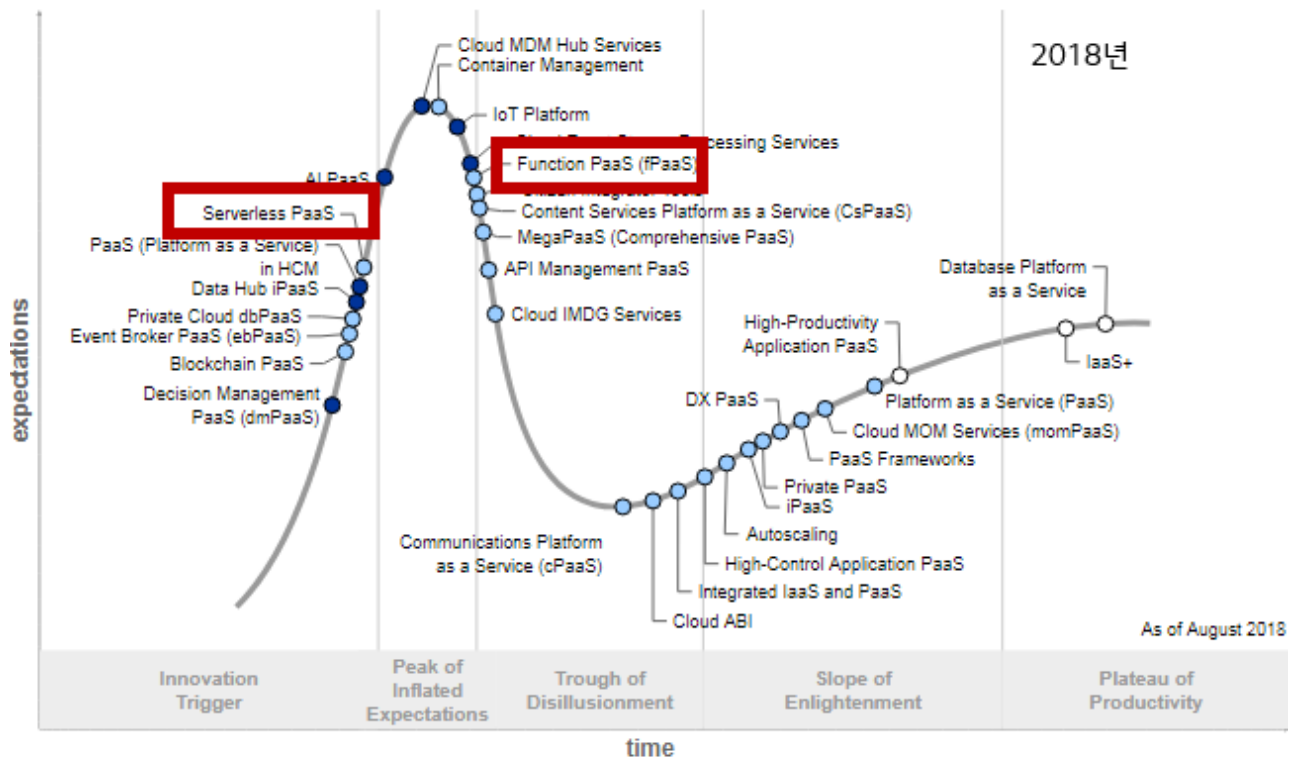 2018년
Cloud MDM Hub Services
Container Management
IoT Platform
Processing Services
Function PaaS (fPaaS)
Content Services Platform as a Service (CsPaaS)
MegaPaaS (Comprehensive PaaS)
API Management PaaS
Cloud IMDG Services
AI PaaS
Serverless PaaS
PaaS (Platform as a Service)
in HCM
Data Hub iPaaS
Private Cloud dbPaaS
Event Broker PaaS (ebPaaS)
Blockchain PaaS
Decision Management
PaaS (dmPaaS)
Database Platform
as a Service
High-Productivity
Application PaaS
IaaS+
Platform as a Service (PaaS)
DX PaaS
Cloud MOM Services (momPaaS)
PaaS Frameworks
Private PaaS
iPaaS
Autoscaling
Communications Platform
as a Service (cPaaS)
High-Control Application PaaS
Integrated IaaS and PaaS
Cloud ABI
As of August 2018
expectations
Innovation
Trigger
Peak of
Inflated
Expectations
Trough of
Disillusionment
Slope of
Enlightenment
Plateau of
Productivity
time